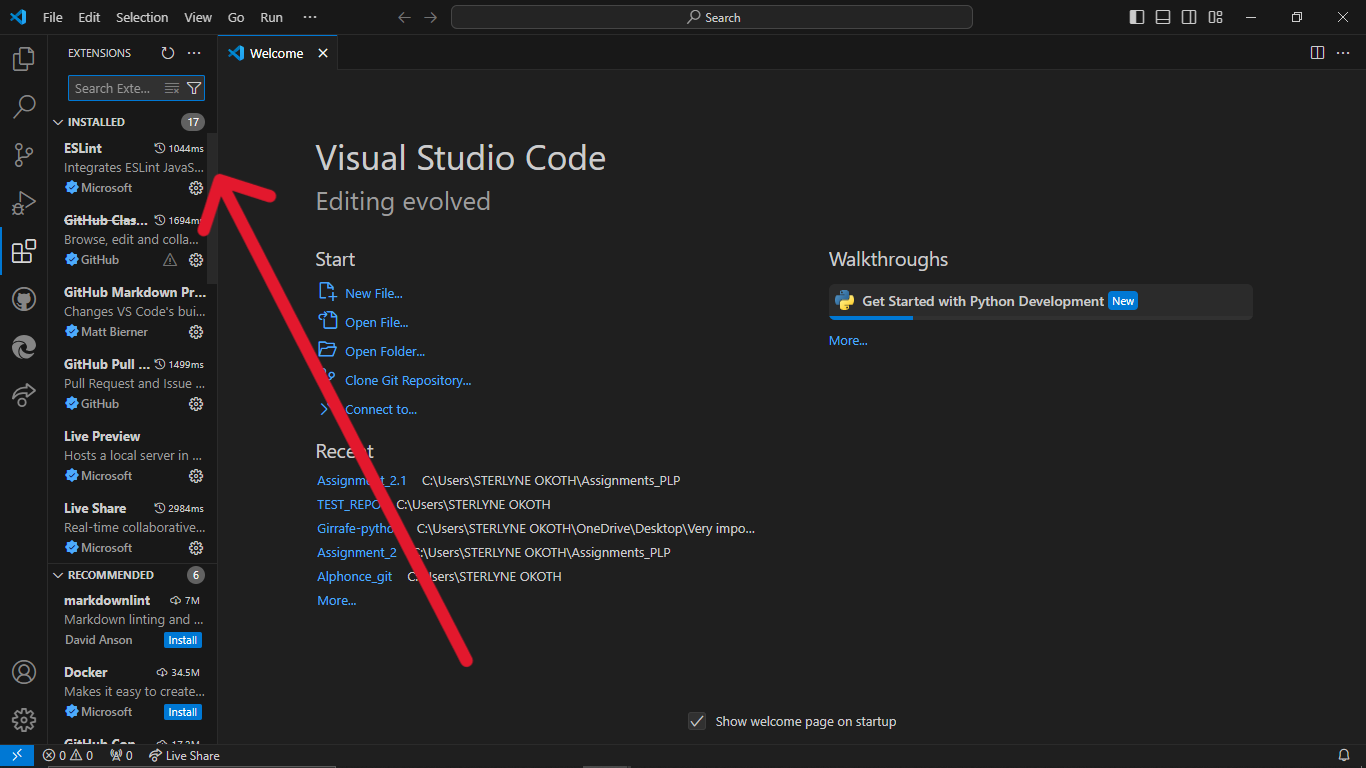 File Edit Selection View Go Run ···
Search
EXTENSIONS
Welcome
Search Exte...
INSTALLED 17
ESLint 1044ms
Integrates ESLint JavaS...
Microsoft
GitHub Clas... 1694ms
Browse, edit and colla...
GitHub
GitHub Markdown Pr...
Changes VS Code's bui...
Matt Bierner
GitHub Pull ... 1499ms
Pull Request and Issue ...
GitHub
Live Preview
Hosts a local server in ...
Microsoft
Live Share 2984ms
Real-time collaborative...
Microsoft
RECOMMENDED 6
markdownlint 7M
Markdown linting and ...
David Anson Install
Docker 34.5M
Makes it easy to create...
Microsoft Install
Visual Studio Code
Editing evolved
Start
New File...
Open File...
Open Folder...
Clone Git Repository...
Connect to...
Recent
Assignment_2.1 C:\Users\STERLYNE OKOTH\Assignments_PLP
TEST_REPO C:\Users\STERLYNE OKOTH
Girrafe-python C:\Users\STERLYNE OKOTH\OneDrive\Desktop\Very impo...
Assignment_2 C:\Users\STERLYNE OKOTH\Assignments_PLP
Alphonce_git C:\Users\STERLYNE OKOTH
More...
Walkthroughs
Get Started with Python Development New
More...
Show welcome page on startup
0 0 0 Live Share